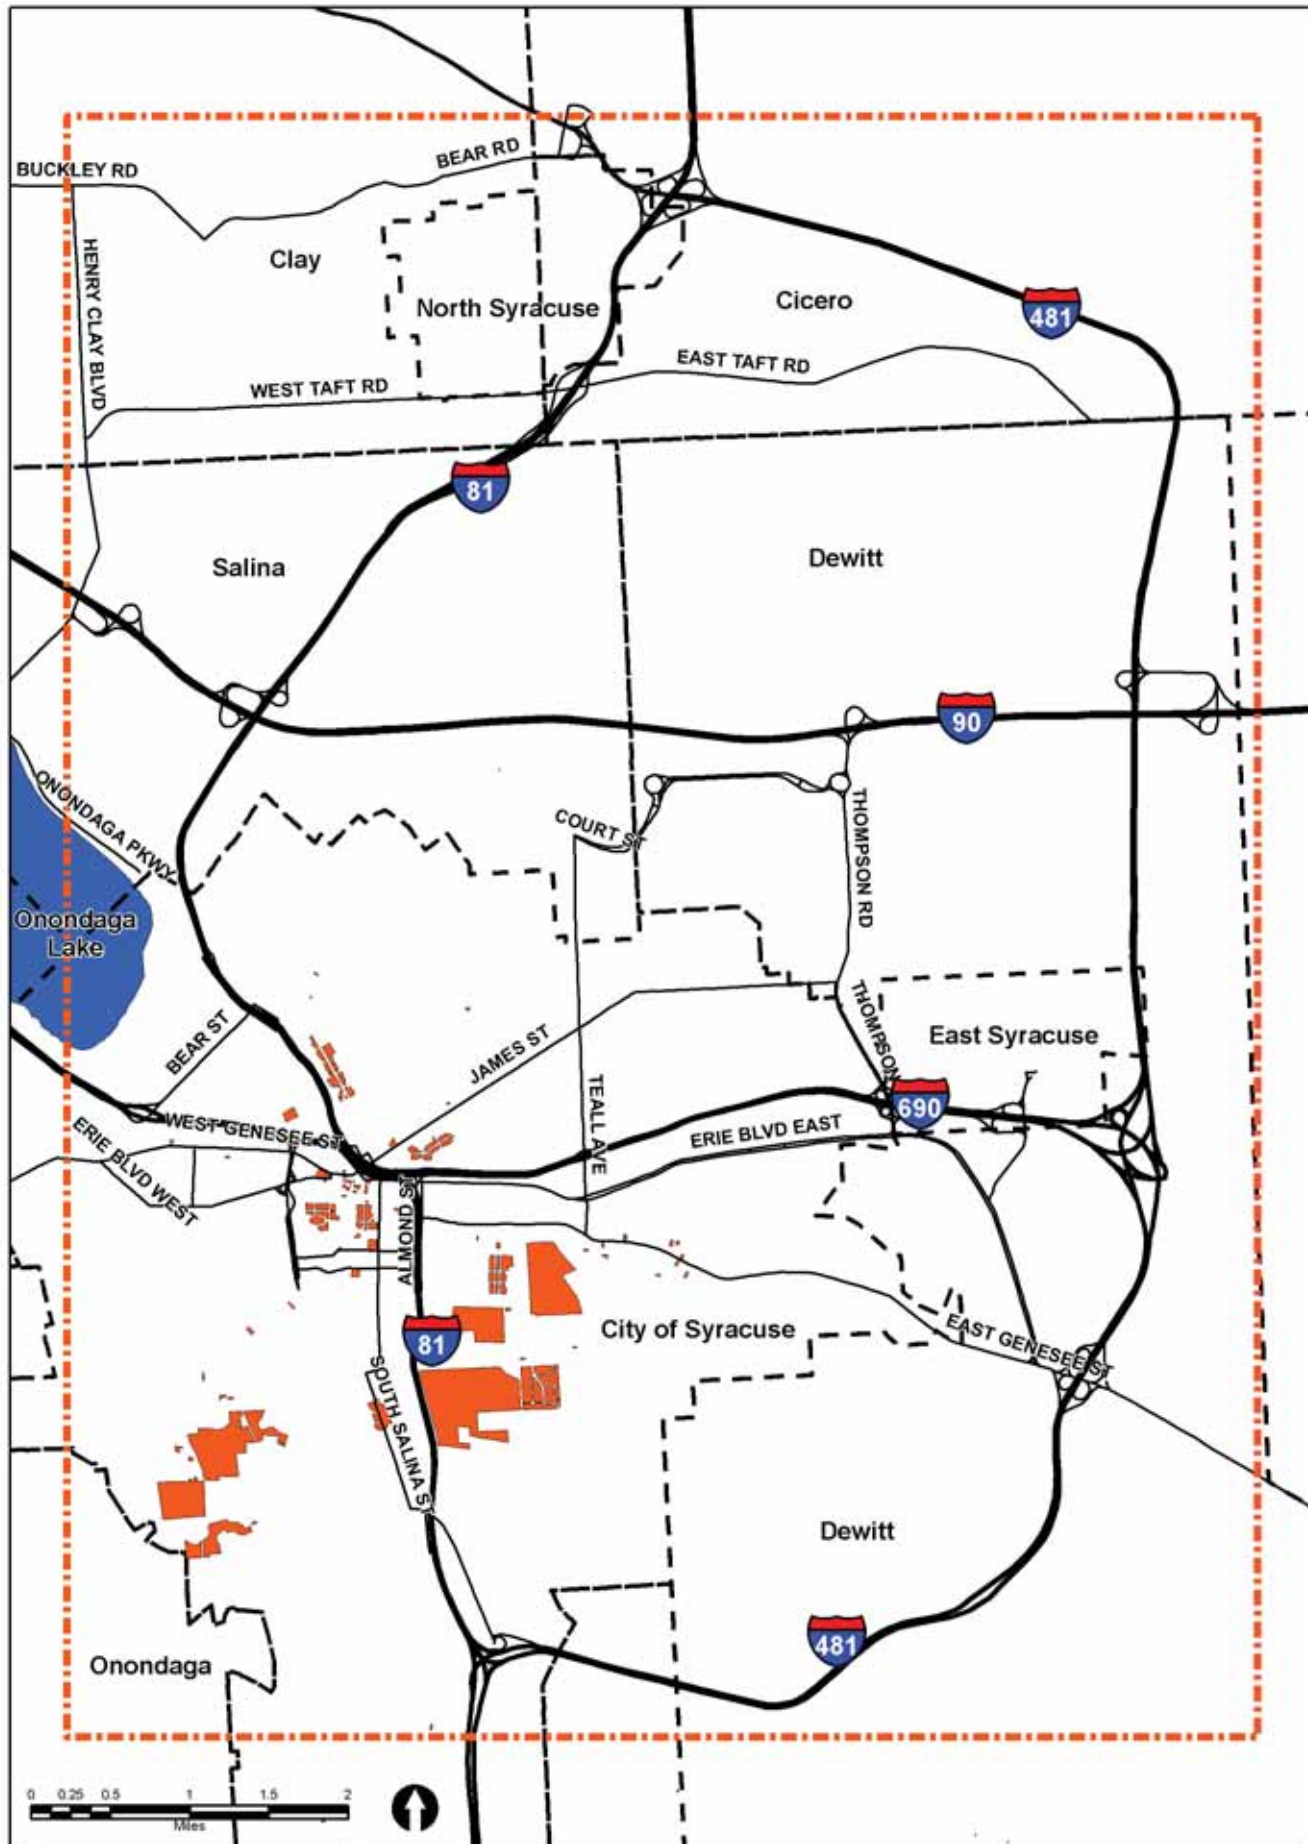 BUCKLEY RD
BEAR RD
HENRY CLAY BLVD
Clay
North Syracuse
Cicero
481
WEST TAFT RD
EAST TAFT RD
81
Salina
Dewitt
90
ONONDAGA PKWY
COURT ST
THOMPSON RD
Onondaga
Lake
BEAR ST
JAMES ST
THOMPSON
East Syracuse
TEALL AVE
690
WEST GENESEE ST
ERIE BLVD EAST
ERIE BLVD WEST
ALMOND ST
81
City of Syracuse
EAST GENESEE ST
SOUTH SALINA ST
Dewitt
481
Onondaga
0 0.25 0.5 1 1.5 2
Miles